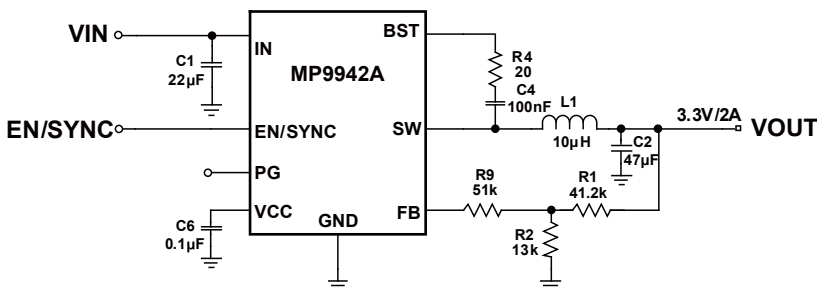 VIN
C1
22µF
IN
MP9942A
BST
R4
20
C4
100nF
L1
10µH
3.3V/2A
VOUT
EN/SYNC
EN/SYNC
SW
C2
47µF
PG
R9
51k
R1
41.2k
VCC
GND
FB
C6
0.1µF
R2
13k